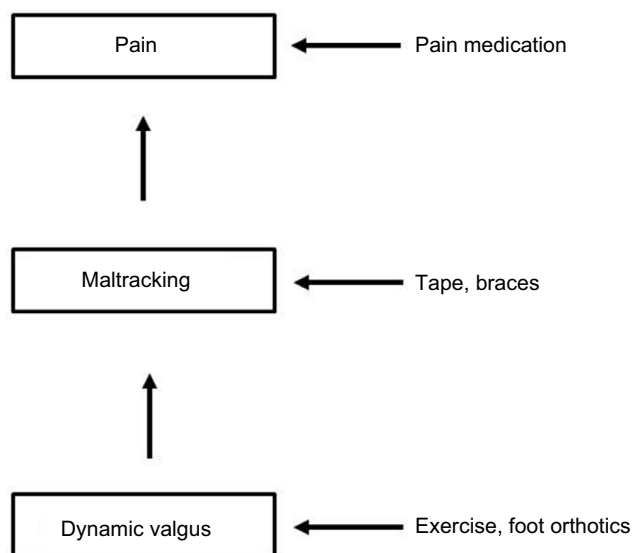 Pain
Pain medication
Maltracking
Tape, braces
Dynamic valgus
Exercise, foot orthotics